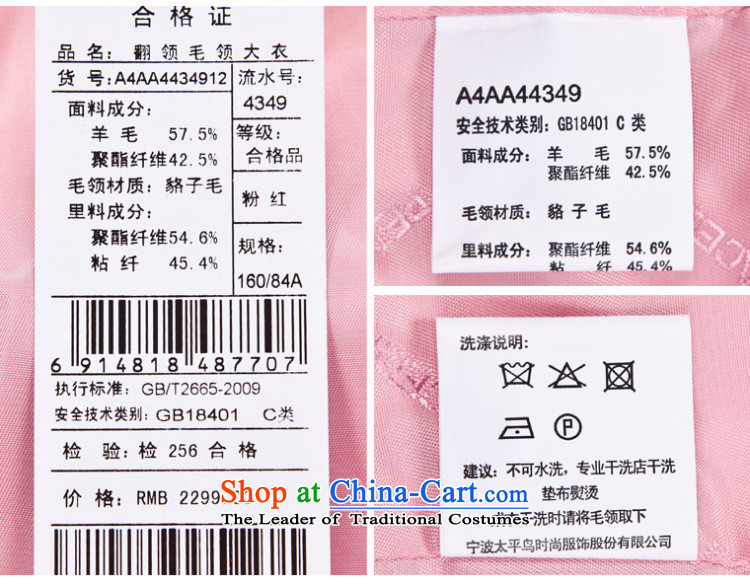 合格证
品名: 翻领毛领大衣
货号:A4AA4434912
流水号:
4349
面料成分:
羊毛 57.5%
聚酯纤维42.5%
毛领材质: 貉子毛
里料成分:
聚酯纤维54.6%
粘纤 45.4%
等级:
合格品
粉红
规格:
160/84A
6 914818 487707
执行标准: GB/T2665-2009
安全技术类别: GB18401 C类
检 验: 检 256 合格
价 格: RMB 2299
A4AA44349
安全技术类别: GB18401 C 类
面料成分: 羊 毛 57.5%
聚酯纤维 42.5%
毛领材质: 貉子毛
里料成分: 聚酯纤维 54.6%
粘 纤 45.4%
洗涤说明:
P
建议: 不可水洗, 专业干洗店干洗
垫布熨烫
干洗时请将毛领取下
宁波太平鸟时尚服饰股份有限公司
Shop at China-Cart.com
The Leader of Traditional Costumes